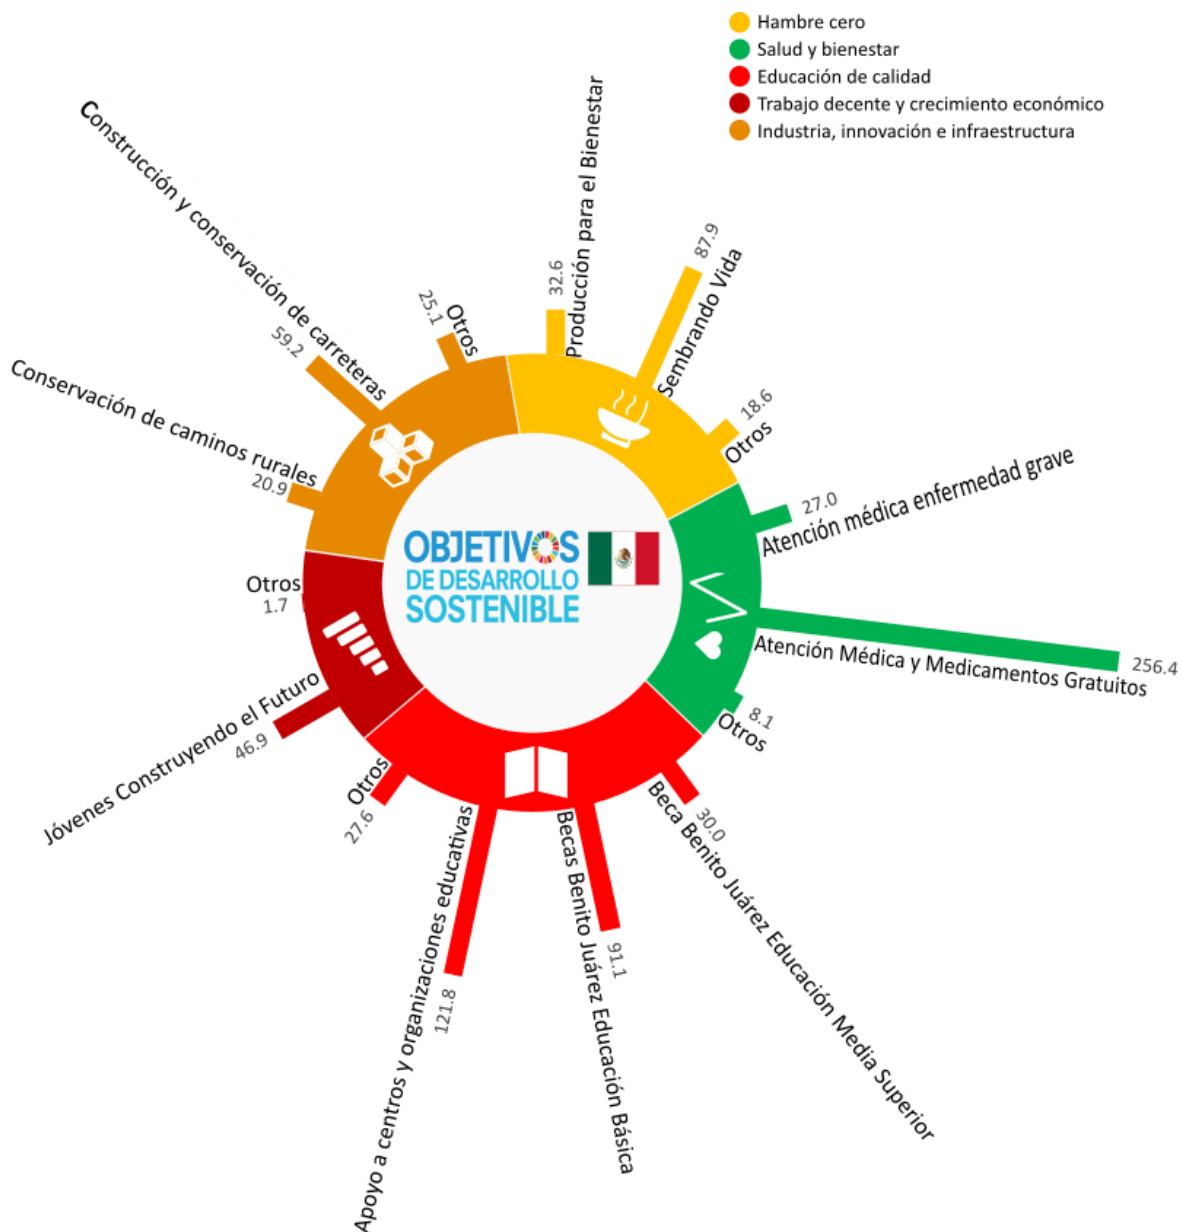 Hambre cero
Salud y bienestar
Educación de calidad
Trabajo decente y crecimiento económico
Industria, innovación e infraestructura
Producción para el Bienestar
32.6
Sembrando Vida
87.9
Otros
18.6
Atención médica enfermedad grave
27.0
Atención Médica y Medicamentos Gratuitos
256.4
Otros
8.1
Beca Benito Juárez Educación Media Superior
30.0
Becas Benito Juárez Educación Básica
91.1
Apoyo a centros y organizaciones educativas
121.8
Otros
27.6
Jóvenes Construyendo el Futuro
46.9
Otros
1.7
Conservación de caminos rurales
20.9
Construcción y conservación de carreteras
59.2
Otros
25.1
OBJETIVOS
DE DESARROLLO
SOSTENIBLE